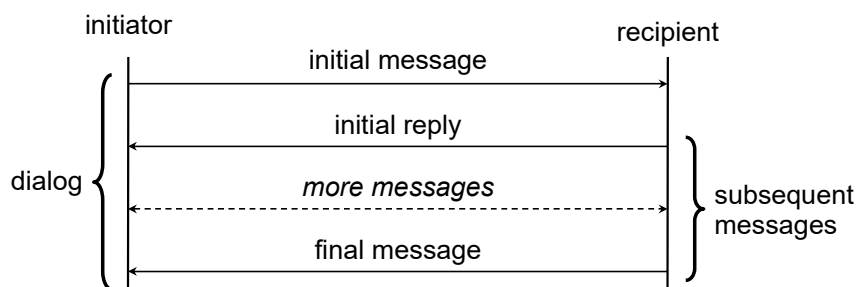 initiator
recipient
initial message
initial reply
dialog
more messages
subsequent
messages
final message